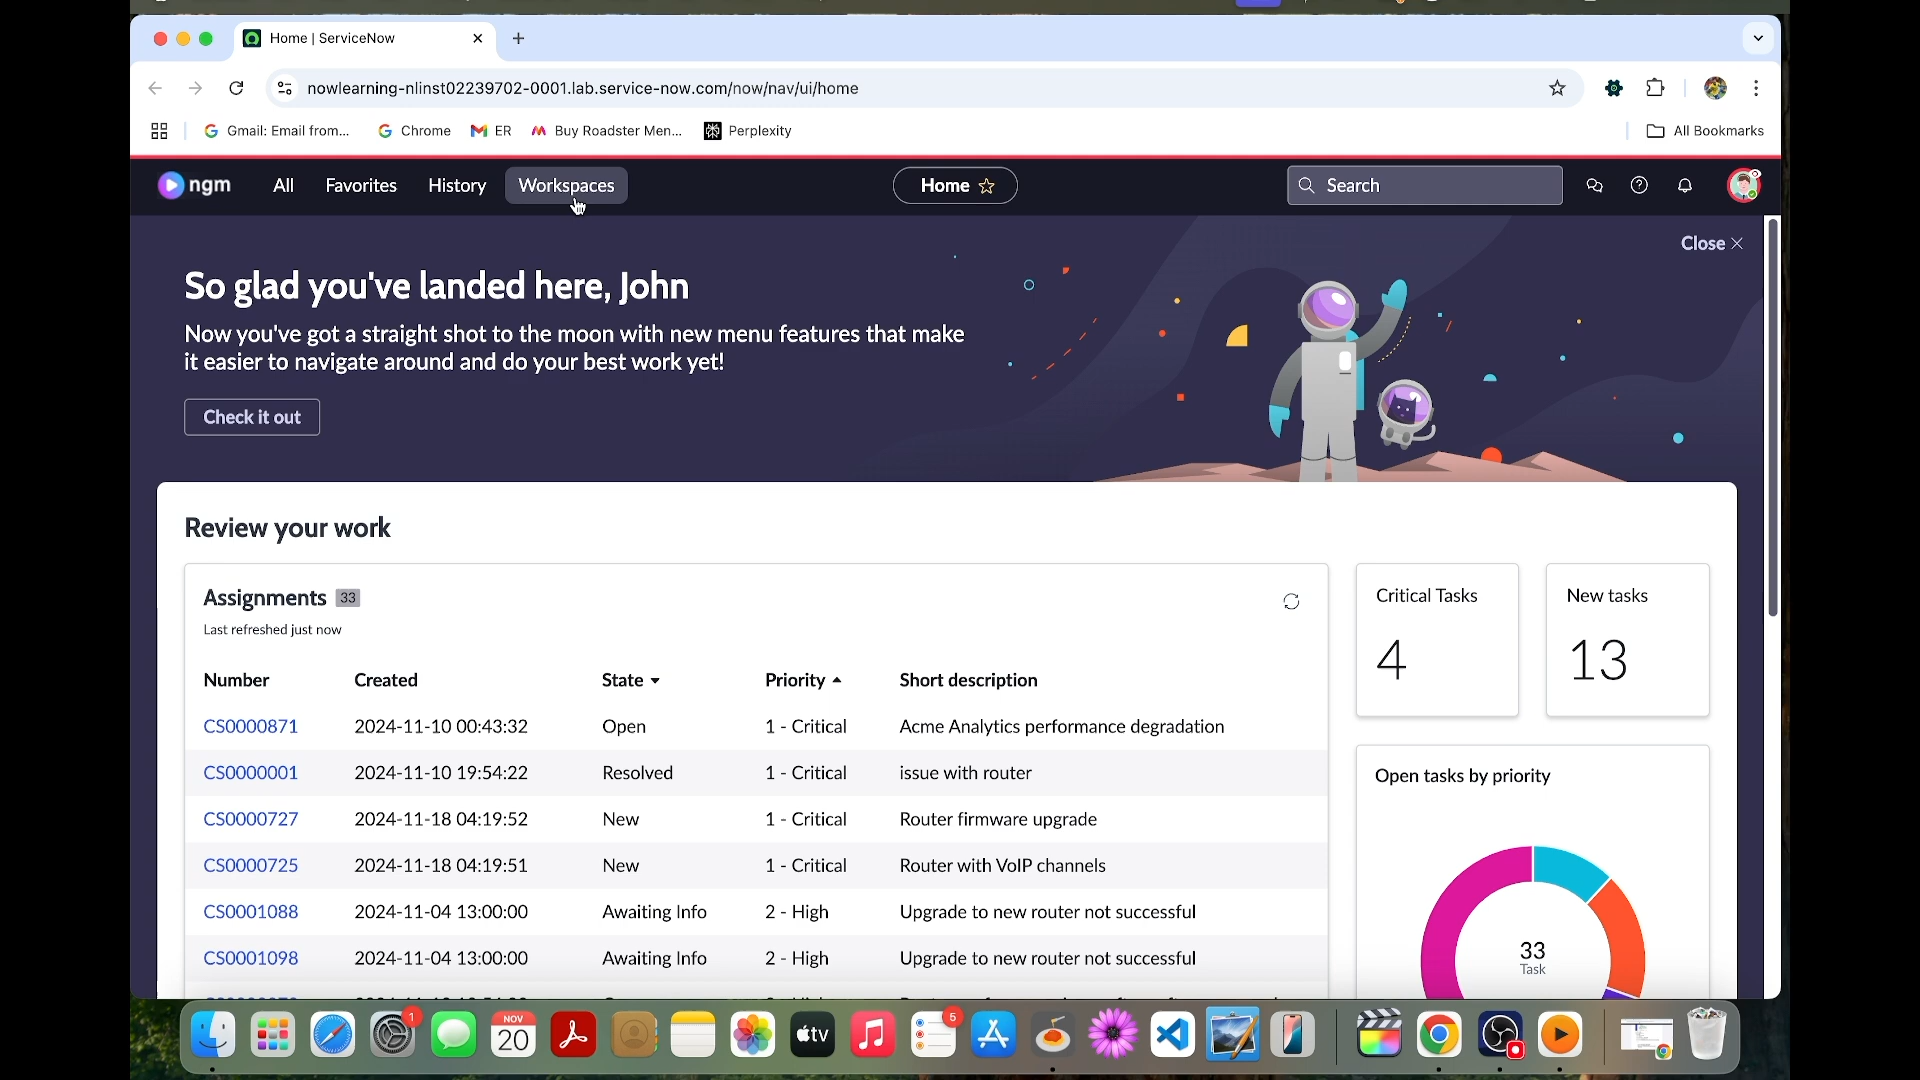 Home | ServiceNow
nowlearning-nlinst02239702-0001.lab.service-now.com/now/nav/ui/home
Gmail: Email from...
Chrome
ER
Buy Roadster Men...
Perplexity
All Bookmarks
ngm
All
Favorites
History
Workspaces
Home
Search
Close
So glad you've landed here, John
Now you've got a straight shot to the moon with new menu features that make
it easier to navigate around and do your best work yet!
Check it out
Review your work
Assignments 33
Last refreshed just now
Critical Tasks
4
New tasks
13
Number Created State Priority Short description
CS0000871 2024-11-10 00:43:32 Open 1 - Critical Acme Analytics performance degradation
CS0000001 2024-11-10 19:54:22 Resolved 1 - Critical issue with router
CS0000727 2024-11-18 04:19:52 New 1 - Critical Router firmware upgrade
CS0000725 2024-11-18 04:19:51 New 1 - Critical Router with VoIP channels
CS0001088 2024-11-04 13:00:00 Awaiting Info 2 - High Upgrade to new router not successful
CS0001098 2024-11-04 13:00:00 Awaiting Info 2 - High Upgrade to new router not successful
Open tasks by priority
33
Task
1
NOV
20
tv
5